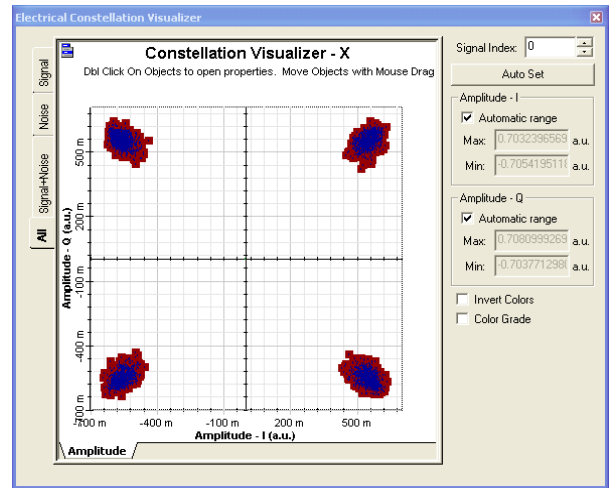 Electrical Constellation Visualizer
Constellation Visualizer - X
Dbl Click On Objects to open properties. Move Objects with Mouse Drag
Signal
Noise
Signal+Noise
All
Amplitude - Q (a.u.)
500 m
200 m
-100 m
-400 m
-700 m
-400 m
-100 m
200 m
500 m
Amplitude - I (a.u.)
Amplitude
Signal Index: 0
Auto Set
Amplitude - I
Automatic range
Max: 0.7032396569 a.u.
Min: -0.705419511 a.u.
Amplitude - Q
Automatic range
Max: 0.7080999269 a.u.
Min: -0.703771298 a.u.
Invert Colors
Color Grade